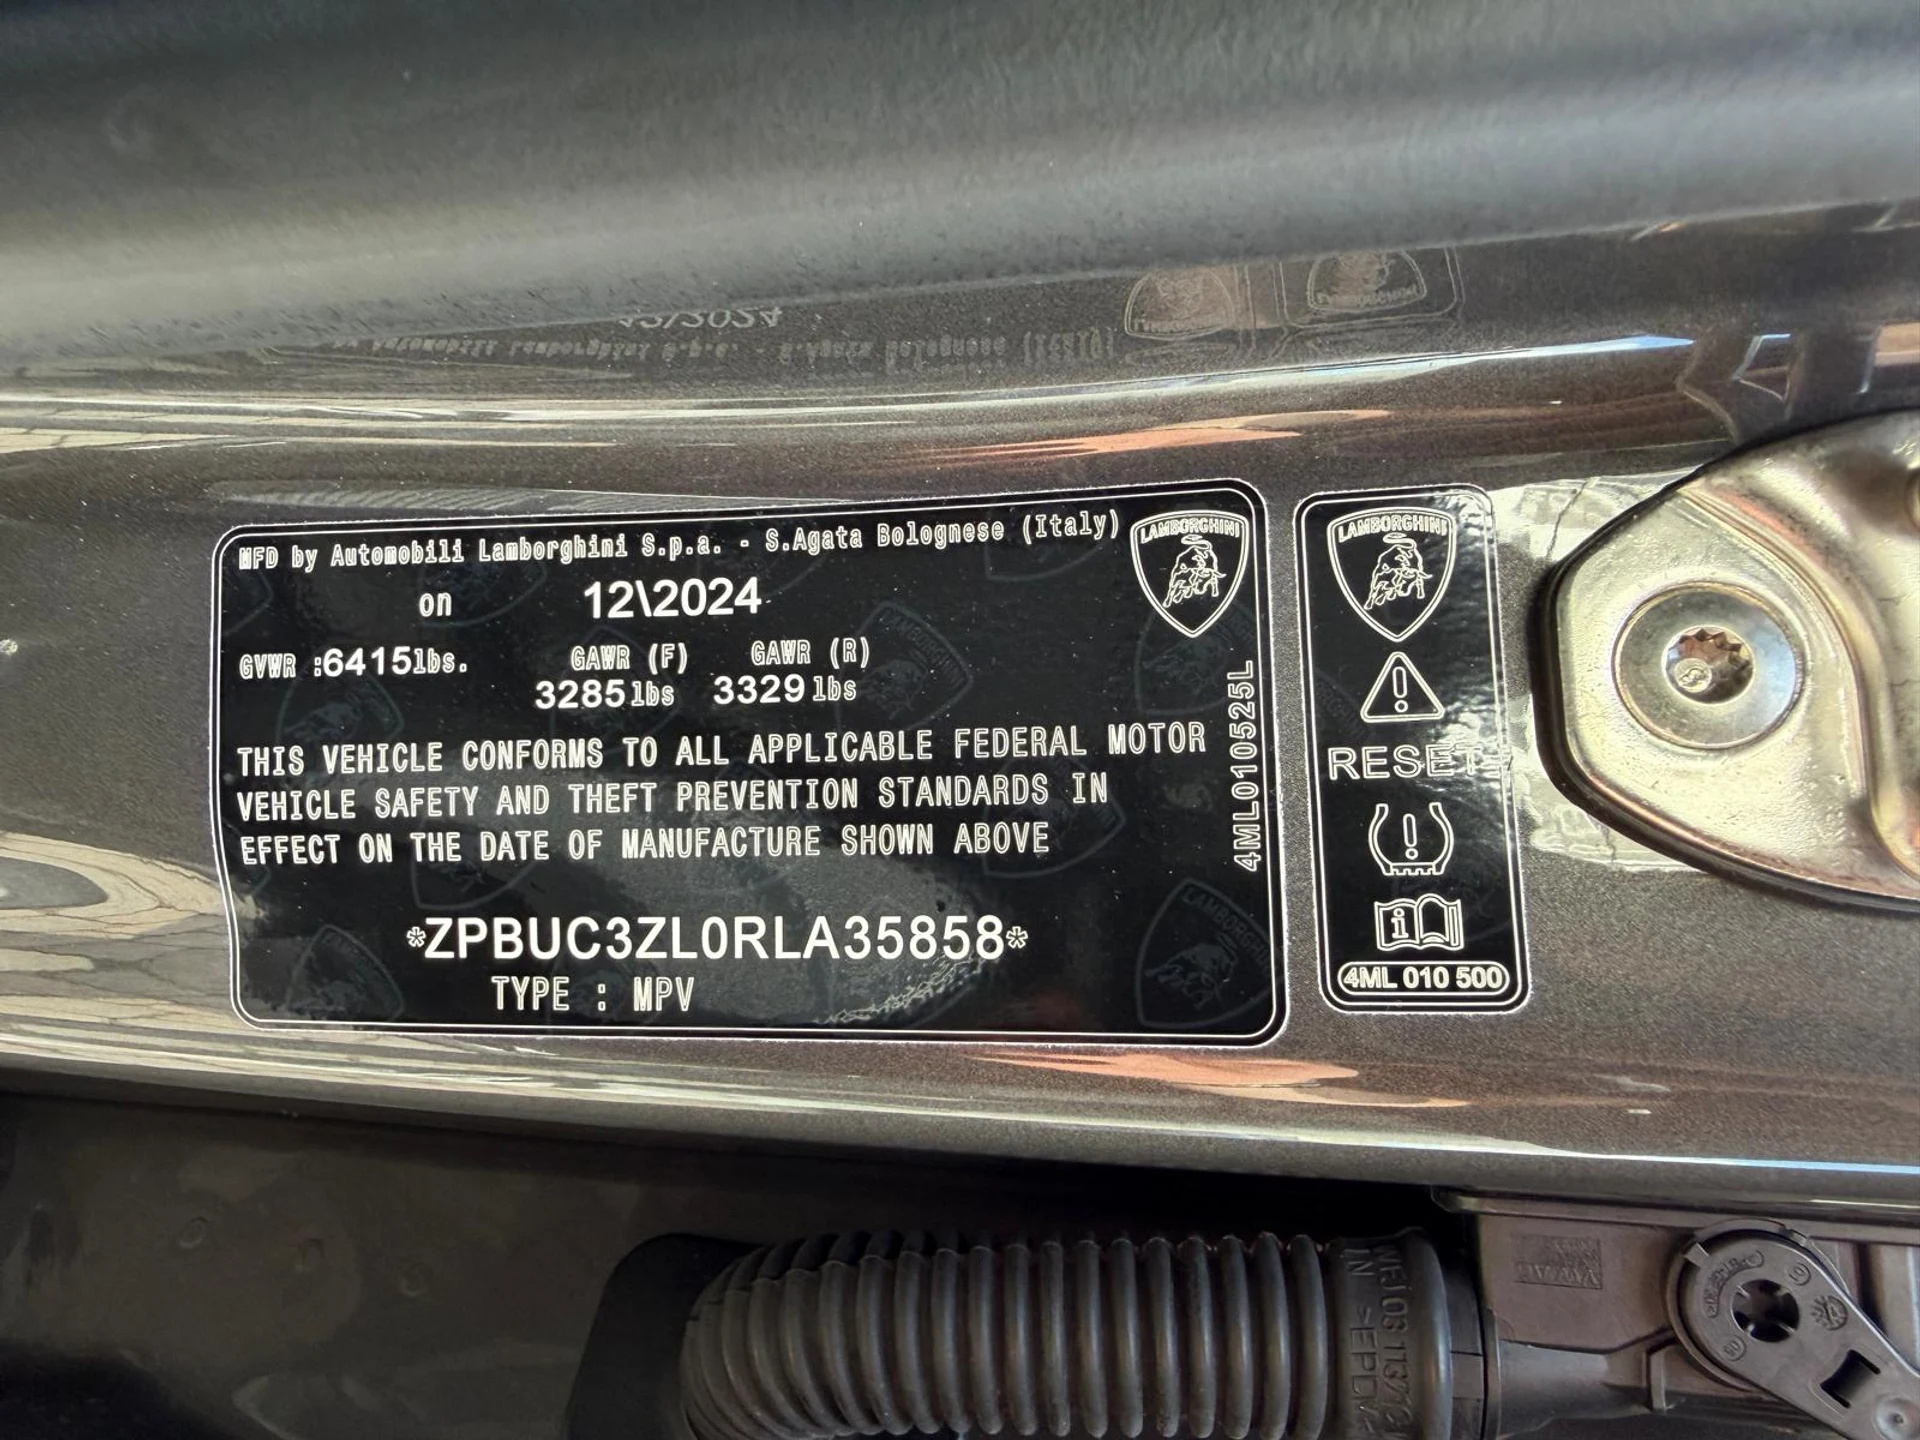 MFD by Automobili Lamborghini S.p.a. - S.Agata Bolognese (Italy)
on 12\2024
GVWR :6415lbs. GAWR (F) GAWR (R)
3285lbs 3329lbs
THIS VEHICLE CONFORMS TO ALL APPLICABLE FEDERAL MOTOR
VEHICLE SAFETY AND THEFT PREVENTION STANDARDS IN
EFFECT ON THE DATE OF MANUFACTURE SHOWN ABOVE
*ZPBUC3ZL0RLA35858*
TYPE : MPV
4ML010525L
LAMBORGHINI
LAMBORGHINI
RESET
4ML 010 500
IN >EPD